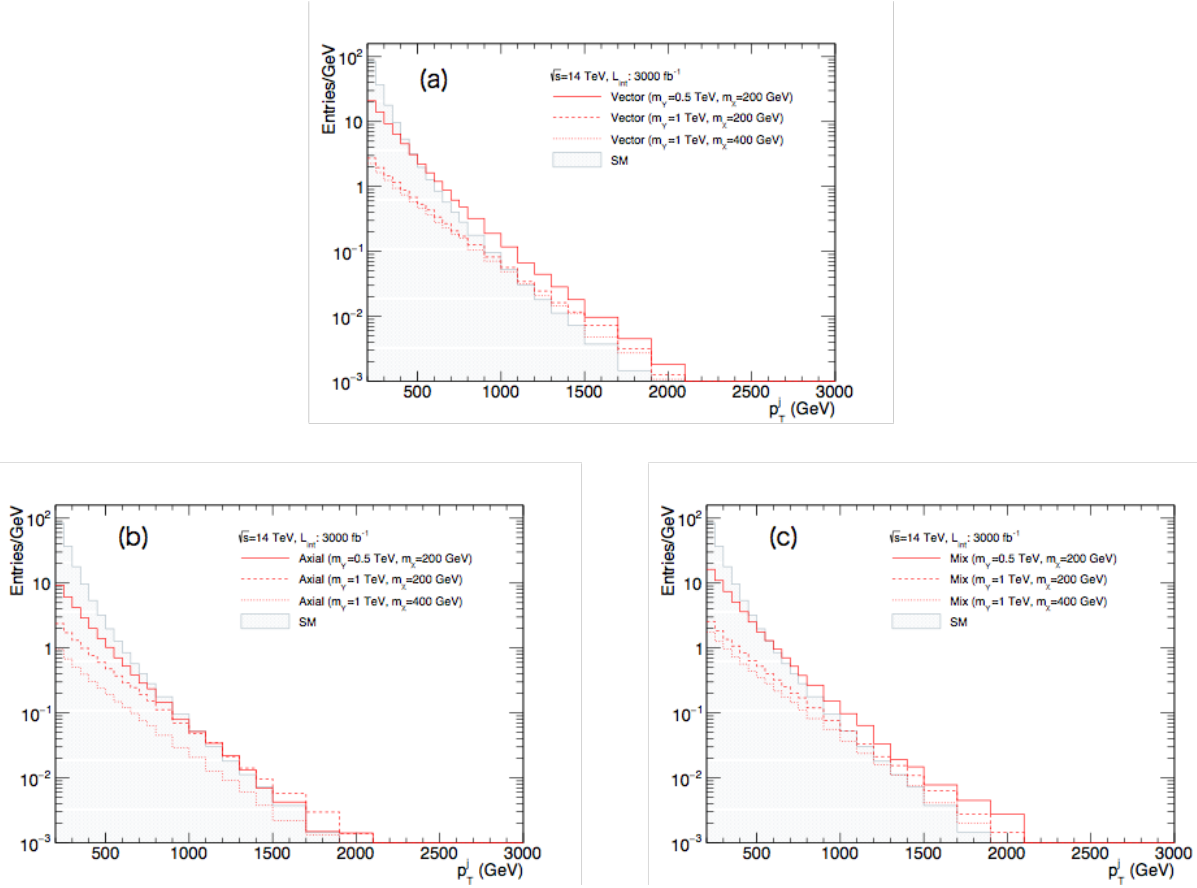 Entries/GeV
10²
10
1
10⁻¹
10⁻²
10⁻³
(a)
√s=14 TeV, L_int: 3000 fb⁻¹
Vector (m_Y=0.5 TeV, m_χ=200 GeV)
Vector (m_Y=1 TeV, m_χ=200 GeV)
Vector (m_Y=1 TeV, m_χ=400 GeV)
SM
500 1000 1500 2000 2500 3000
p_T^j (GeV)
Entries/GeV
10²
10
1
10⁻¹
10⁻²
10⁻³
(b)
√s=14 TeV, L_int: 3000 fb⁻¹
Axial (m_Y=0.5 TeV, m_χ=200 GeV)
Axial (m_Y=1 TeV, m_χ=200 GeV)
Axial (m_Y=1 TeV, m_χ=400 GeV)
SM
500 1000 1500 2000 2500 3000
p_T^j (GeV)
Entries/GeV
10²
10
1
10⁻¹
10⁻²
10⁻³
(c)
√s=14 TeV, L_int: 3000 fb⁻¹
Mix (m_Y=0.5 TeV, m_χ=200 GeV)
Mix (m_Y=1 TeV, m_χ=200 GeV)
Mix (m_Y=1 TeV, m_χ=400 GeV)
SM
500 1000 1500 2000 2500 3000
p_T^j (GeV)